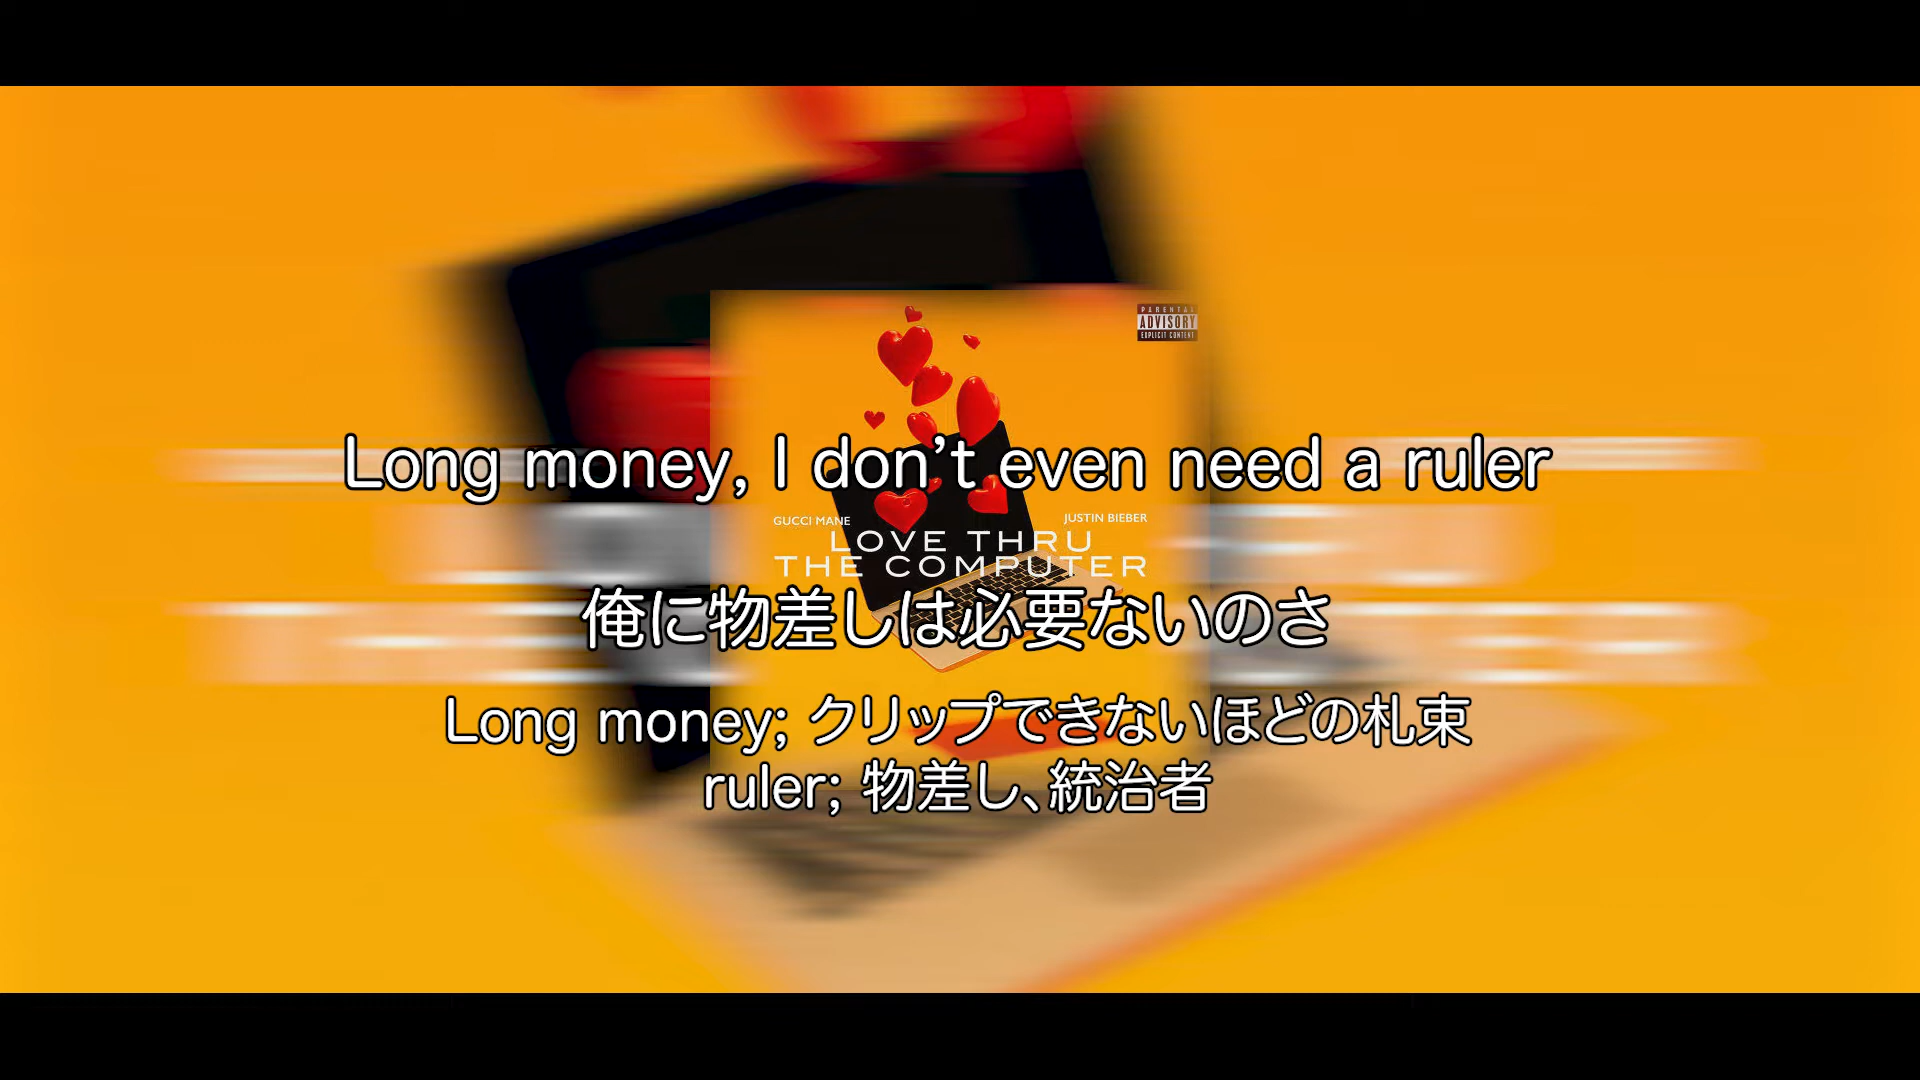 PARENTAL
ADVISORY
EXPLICIT CONTENT
Long money, I don't even need a ruler
GUCCI MANE
JUSTIN BIEBER
LOVE THRU
THE COMPUTER
俺に物差しは必要ないのさ
Long money; クリップできないほどの札束
ruler; 物差し、統治者